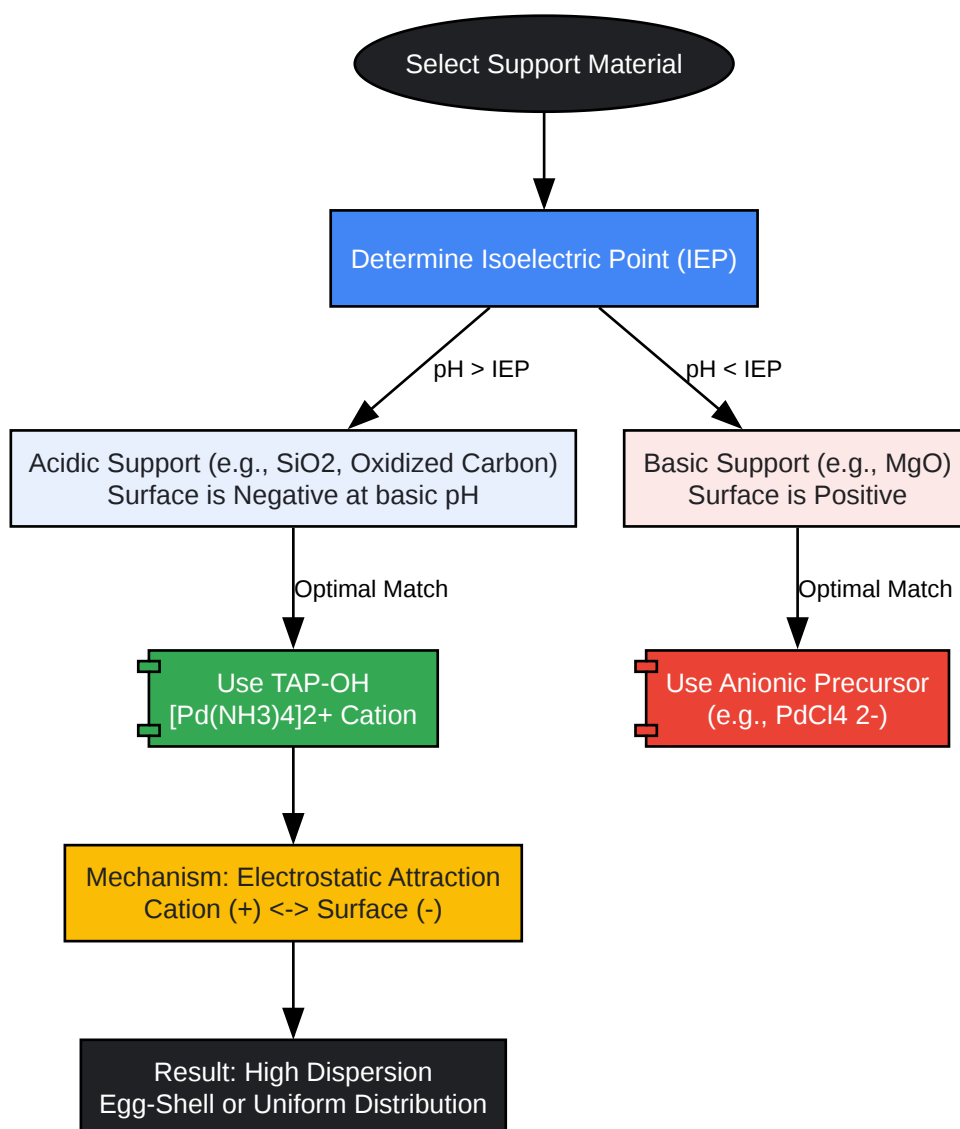 Select Support Material
Determine Isoelectric Point (IEP)
pH > IEP
pH < IEP
Acidic Support (e.g., SiO2, Oxidized Carbon)
Surface is Negative at basic pH
Basic Support (e.g., MgO)
Surface is Positive
Optimal Match
Optimal Match
Use TAP-OH
[Pd(NH3)4]2+ Cation
Use Anionic Precursor
(e.g., PdCl4 2-)
Mechanism: Electrostatic Attraction
Cation (+) <-> Surface (-)
Result: High Dispersion
Egg-Shell or Uniform Distribution